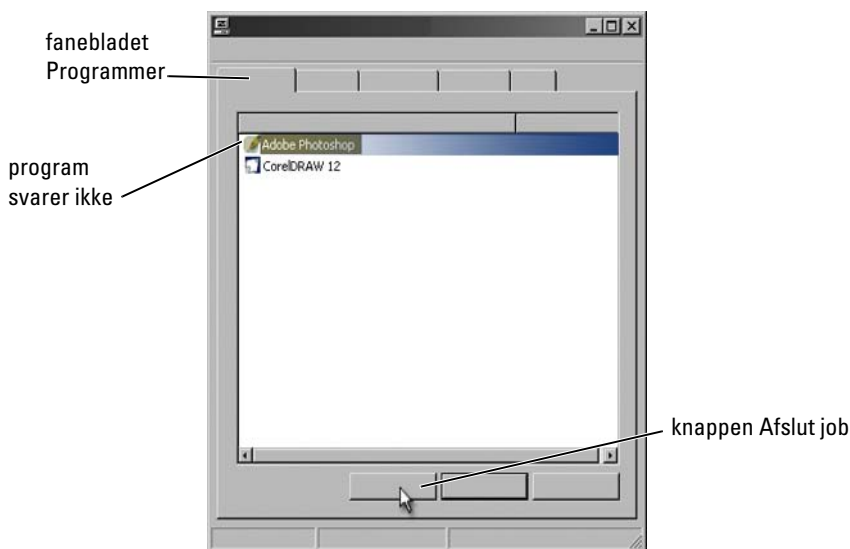 fanebladet
Programmer
Adobe Photoshop
CorelDRAW 12
program
svarer ikke
knappen Afslut job